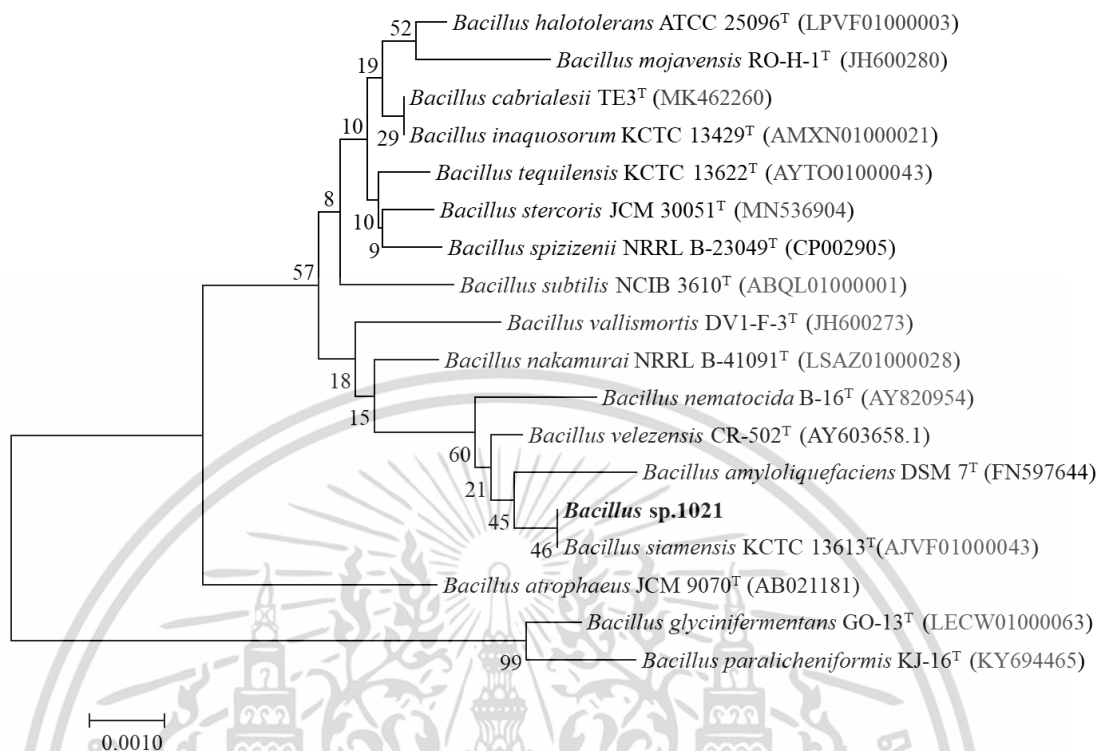 52 Bacillus halotolerans ATCC 25096ᵀ (LPVF01000003)
Bacillus mojavensis RO-H-1ᵀ (JH600280)
19
Bacillus cabrialesii TE3ᵀ (MK462260)
10
29 Bacillus inaquosorum KCTC 13429ᵀ (AMXN01000021)
Bacillus tequilensis KCTC 13622ᵀ (AYTO01000043)
8
Bacillus stercoris JCM 30051ᵀ (MN536904)
10
9 Bacillus spizizenii NRRL B-23049ᵀ (CP002905)
57
Bacillus subtilis NCIB 3610ᵀ (ABQL01000001)
Bacillus vallismortis DV1-F-3ᵀ (JH600273)
Bacillus nakamurai NRRL B-41091ᵀ (LSAZ01000028)
18
Bacillus nematocida B-16ᵀ (AY820954)
15
Bacillus velezensis CR-502ᵀ (AY603658.1)
60
Bacillus amyloliquefaciens DSM 7ᵀ (FN597644)
21
Bacillus sp.1021
45
46 Bacillus siamensis KCTC 13613ᵀ(AJVF01000043)
Bacillus atrophaeus JCM 9070ᵀ (AB021181)
Bacillus glycinifermentans GO-13ᵀ (LECW01000063)
99 Bacillus paralicheniformis KJ-16ᵀ (KY694465)
0.0010